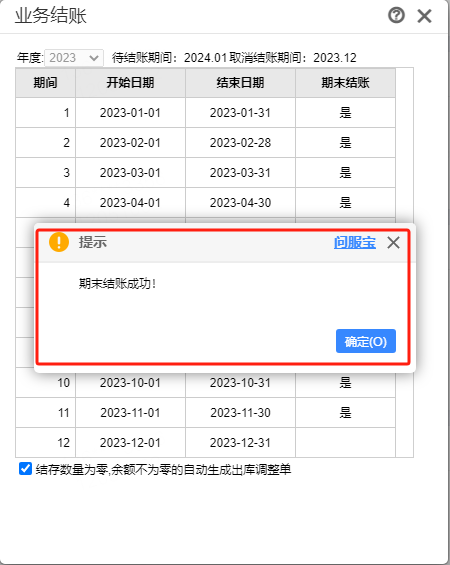 业务结账
年度: 2023 待结账期间：2024.01 取消结账期间：2023.12
期间 开始日期 结束日期 期末结账
1 2023-01-01 2023-01-31 是
2 2023-02-01 2023-02-28 是
3 2023-03-01 2023-03-31 是
4 2023-04-01 2023-04-30 是
提示 问服宝
期末结账成功!
确定(O)
10 2023-10-01 2023-10-31 是
11 2023-11-01 2023-11-30 是
12 2023-12-01 2023-12-31
结存数量为零,余额不为零的自动生成出库调整单